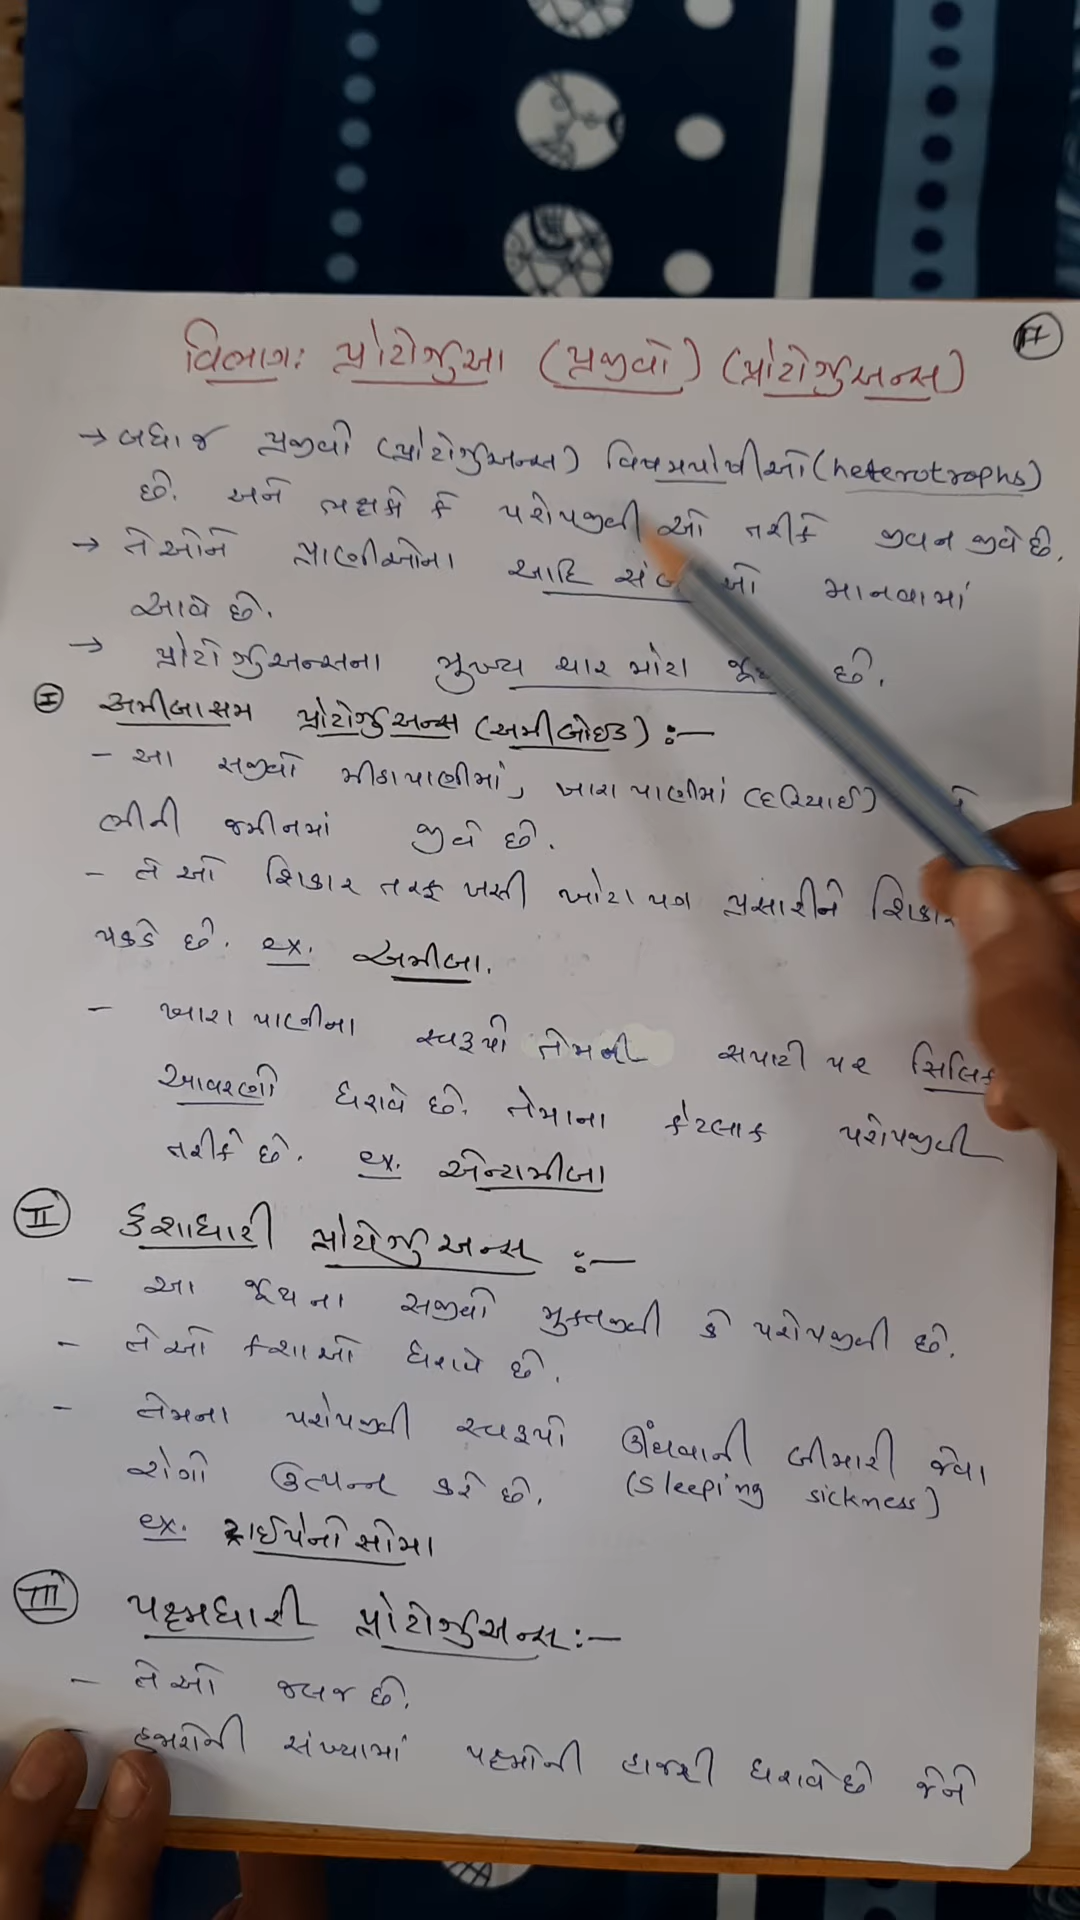 17
વિભાગ: પ્રોટોઝુઆ (પ્રજીવો) (પ્રોટોઝુઅન્સ)
→ બધા જ પ્રજીવો (પ્રોટોઝુઅન્સ) વિષમપોષીઓ (heterotrophs)
છે. અને ભક્ષકો કે પરોપજીવીઓ તરીકે જીવન જીવે છે.
→ તેઓને પ્રાણીઓના આદિ માનવામાં
આવે છે.
→ પ્રોટોઝુઅન્સના મુખ્ય ચાર મોટા છે.
I અમીબાસમ પ્રોટોઝુઅન્સ (અમીબોઇડ) :—
- આ સજીવો મીઠા પાણીમાં, ખારા પાણીમાં (દરિયાઈ)
ભીની જમીનમાં જીવે છે.
- તેઓ શિકાર તરફ ખસી ખોટા પગ પ્રસારીને શિકાર
પકડે છે. ex. અમીબા.
- ખારા પાણીના સ્વરૂપો તેમની સપાટી પર
આવરણો ધરાવે છે. તેમાના કેટલાક પરોપજીવી
તરીકે છે. ex. એન્ટામીબા
II કશાધારી પ્રોટોઝુઅન્સ :—
- આ જૂથના સજીવો મુક્તજીવી કે પરોપજીવી છે.
- તેઓ કશાઓ ધરાવે છે.
- તેમના પરોપજીવી સ્વરૂપો ઊંઘવાની બીમારી જેવા
રોગો ઉત્પન્ન કરે છે. (Sleeping sickness)
ex. ટ્રાઈપેનોસોમા
III પક્ષ્મધારી પ્રોટોઝુઅન્સ :—
- તેઓ જલજ છે.
- હજારોની સંખ્યામાં પક્ષ્મોની હાજરી ધરાવે છે જેને